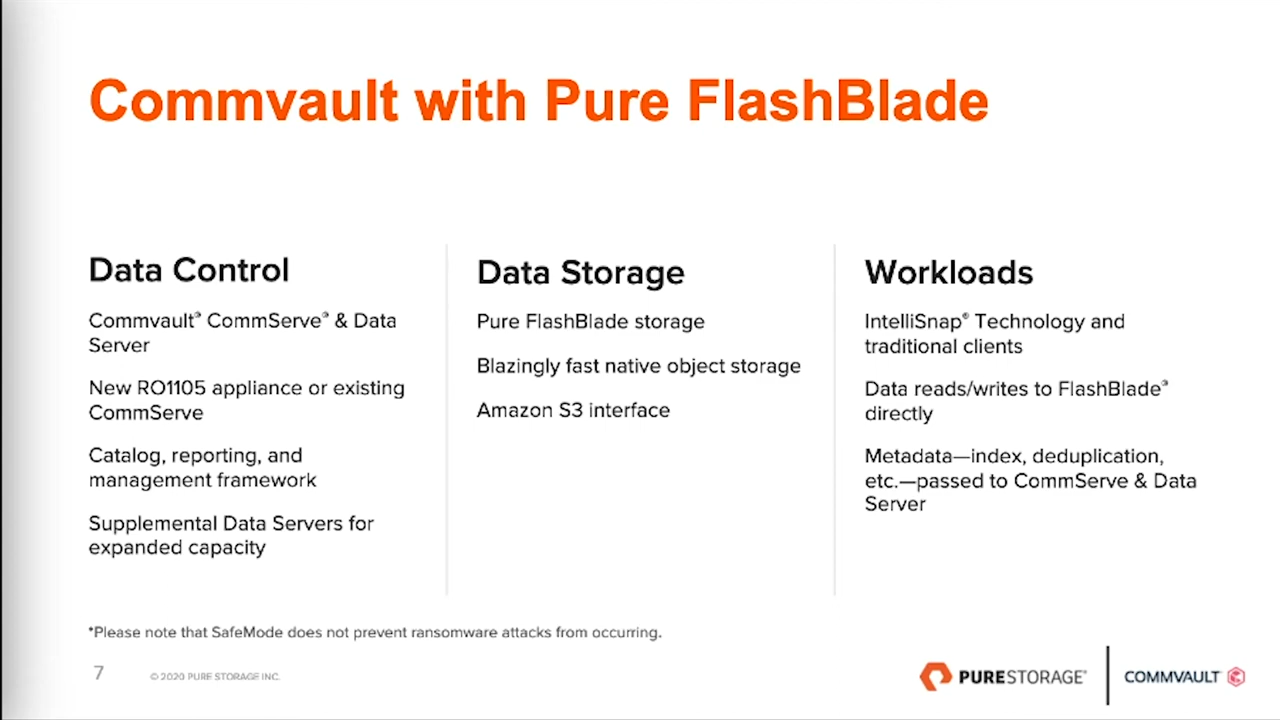 Commvault with Pure FlashBlade
Data Control
Commvault® CommServe® & Data
Server
New RO1105 appliance or existing
CommServe
Catalog, reporting, and
management framework
Supplemental Data Servers for
expanded capacity
Data Storage
Pure FlashBlade storage
Blazingly fast native object storage
Amazon S3 interface
Workloads
IntelliSnap® Technology and
traditional clients
Data reads/writes to FlashBlade®
directly
Metadata—index, deduplication,
etc.—passed to CommServe & Data
Server
*Please note that SafeMode does not prevent ransomware attacks from occurring.
7
© 2020 PURE STORAGE INC.
PURESTORAGE®
COMMVAULT